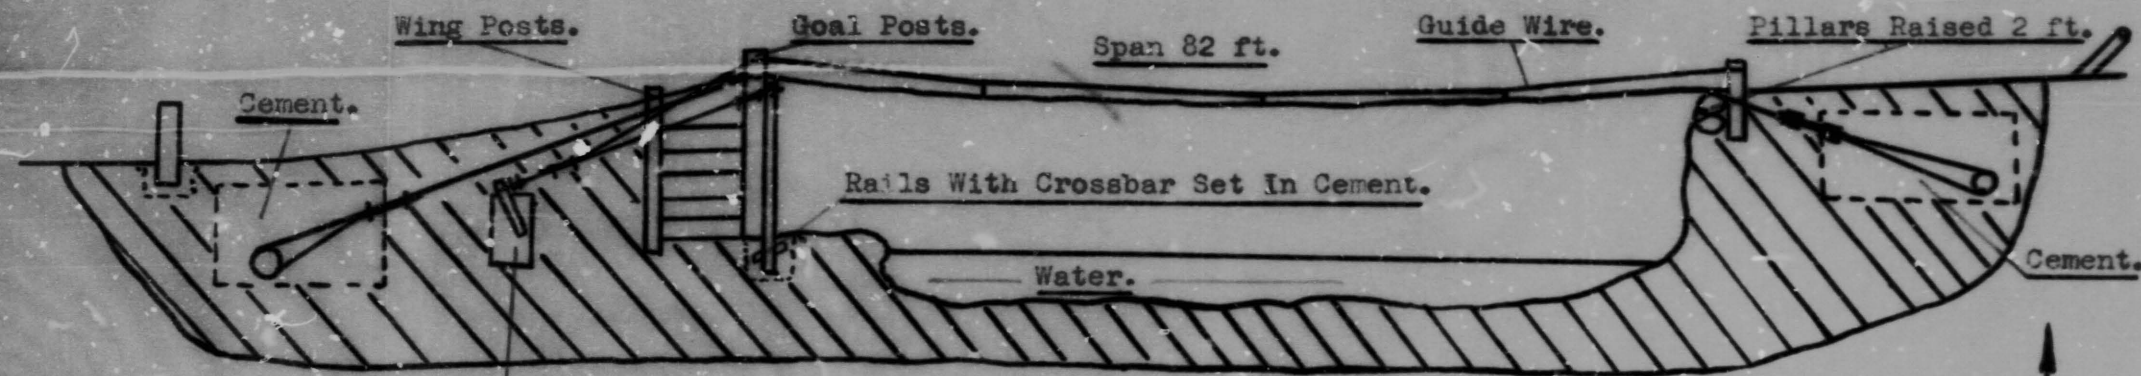 Wing Posts.
Goal Posts.
Span 82 ft.
Guide Wire.
Pillars Raised 2 ft.
Cement.
Rails With Crossbar Set In Cement.
Water.
Cement.